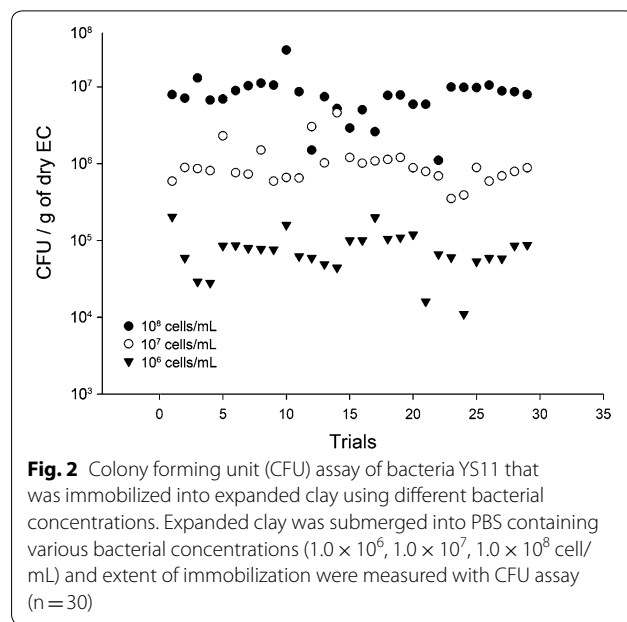 10⁸
10⁷
10⁶
10⁵
10⁴
10³
CFU / g of dry EC
10⁸ cells/mL
10⁷ cells/mL
10⁶ cells/mL
0 5 10 15 20 25 30 35
Trials
Fig. 2 Colony forming unit (CFU) assay of bacteria YS11 that
was immobilized into expanded clay using different bacterial
concentrations. Expanded clay was submerged into PBS containing
various bacterial concentrations (1.0 × 10⁶, 1.0 × 10⁷, 1.0 × 10⁸ cell/
mL) and extent of immobilization were measured with CFU assay
(n = 30)